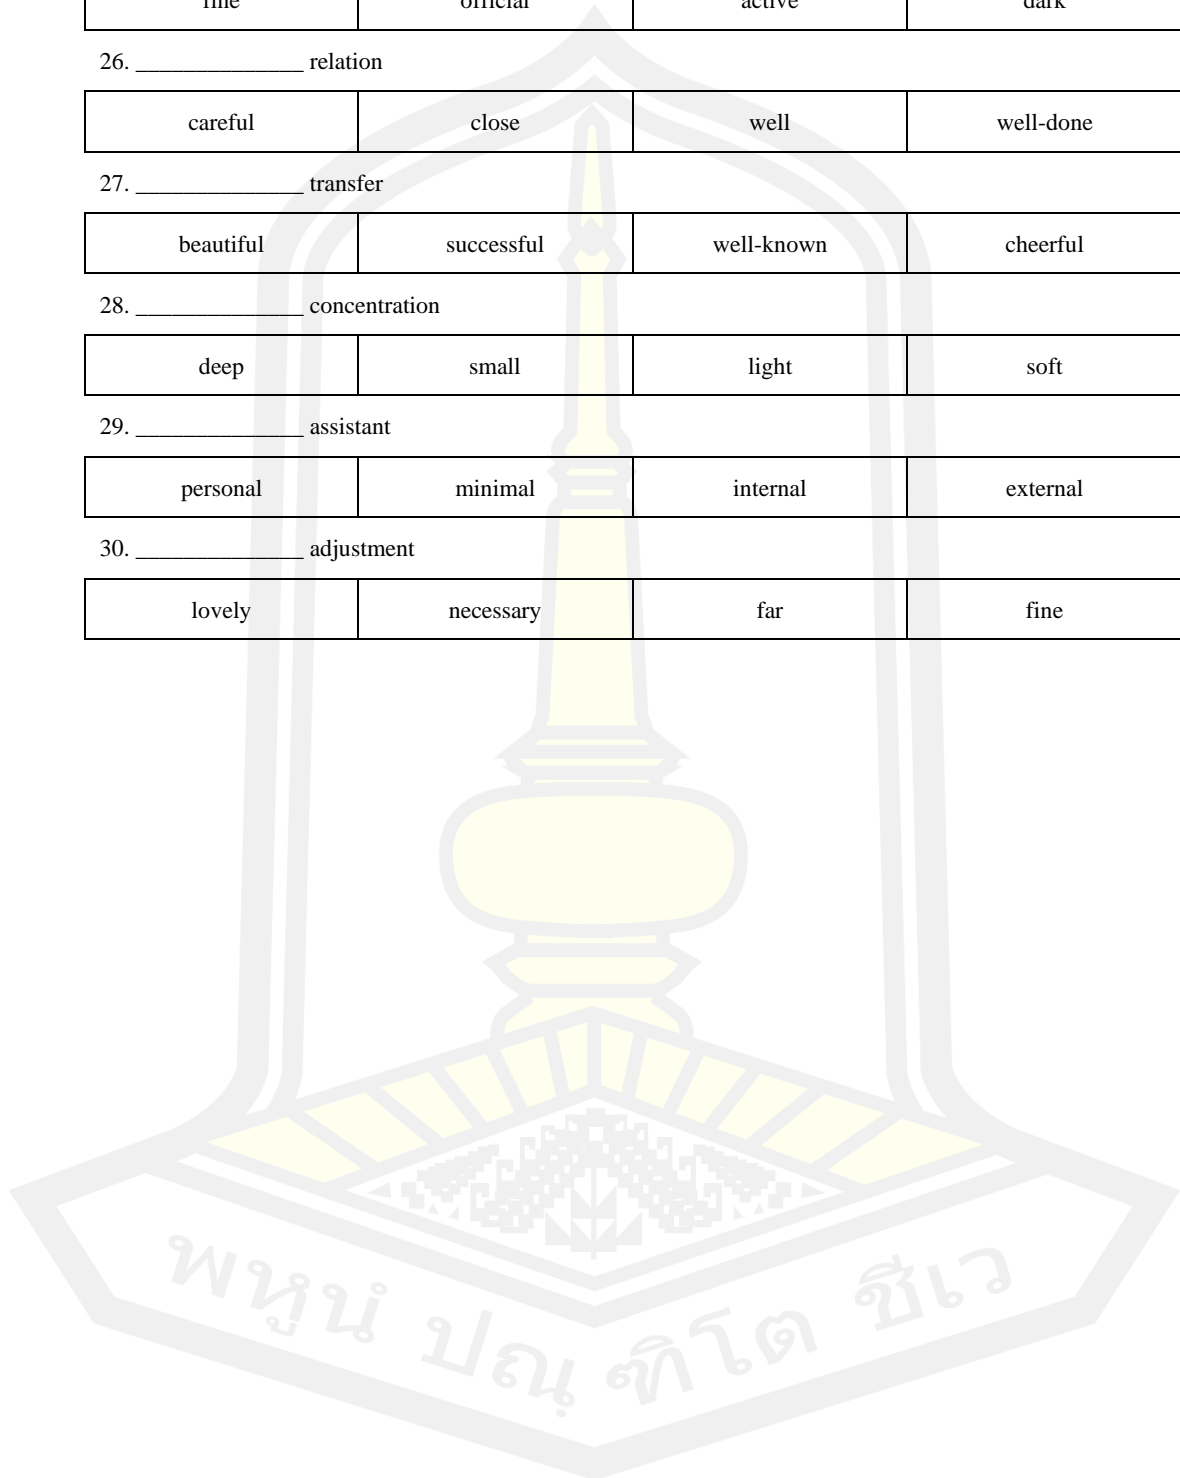 fine official active dark
26. ______________ relation
careful close well well-done
27. ______________ transfer
beautiful successful well-known cheerful
28. ______________ concentration
deep small light soft
29. ______________ assistant
personal minimal internal external
30. ______________ adjustment
lovely necessary far fine
พหูนํ ปณฺฑิโต ชีเว